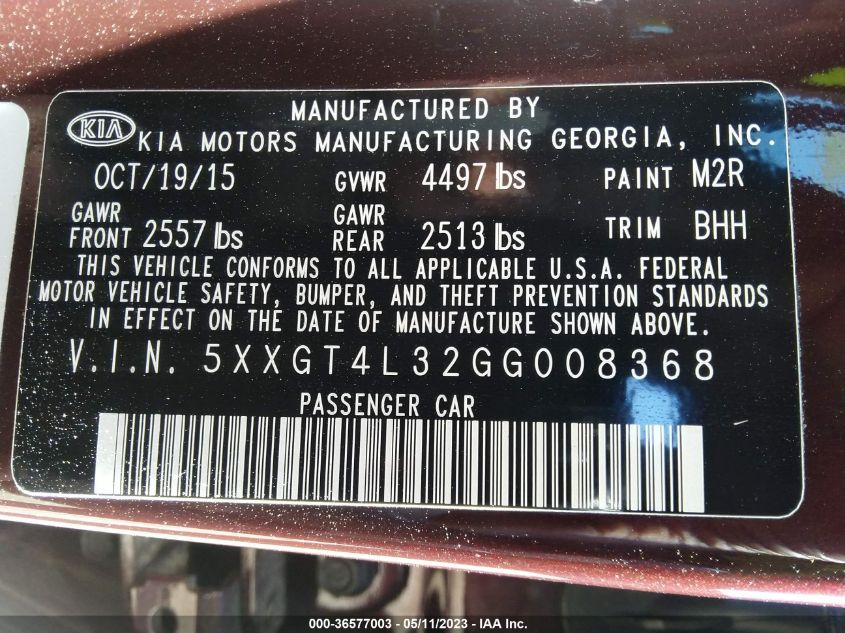 MANUFACTURED BY
KIA KIA MOTORS MANUFACTURING GEORGIA, INC.
OCT/19/15 GVWR 4497 lbs PAINT M2R
GAWR FRONT 2557 lbs GAWR REAR 2513 lbs TRIM BHH
THIS VEHICLE CONFORMS TO ALL APPLICABLE U.S.A. FEDERAL
MOTOR VEHICLE SAFETY, BUMPER, AND THEFT PREVENTION STANDARDS
IN EFFECT ON THE DATE OF MANUFACTURE SHOWN ABOVE.
V.I.N. 5XXGT4L32GG008368
PASSENGER CAR
000-36577003 - 05/11/2023 - IAA Inc.